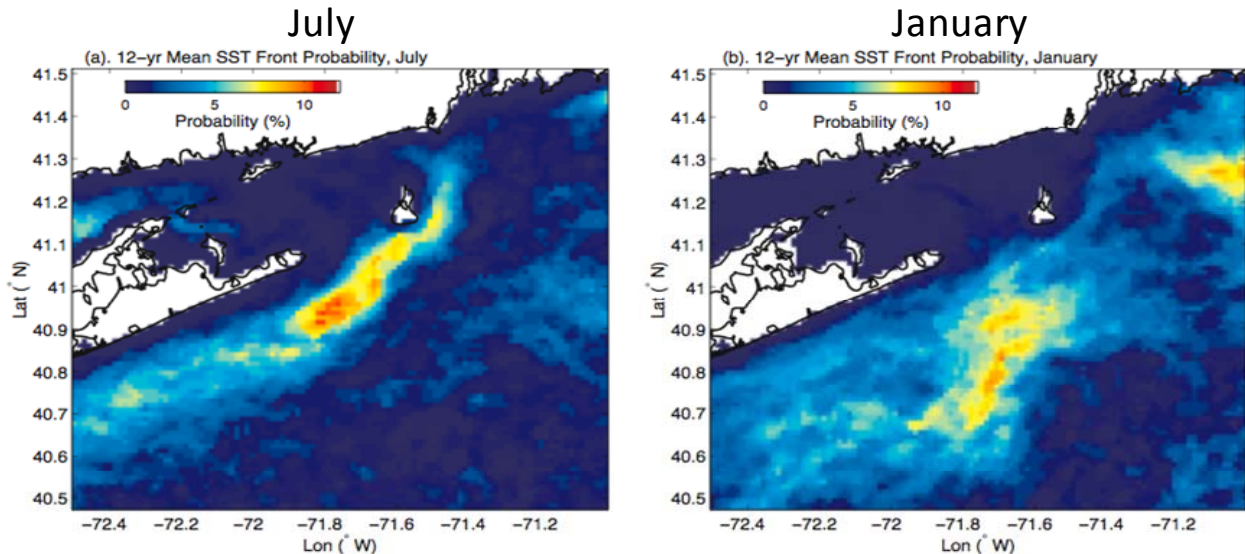 July
(a). 12-yr Mean SST Front Probability, July
41.5
41.4
41.3
41.2
41.1
41
40.9
40.8
40.7
40.6
40.5
0 5 10
Probability (%)
Lat (° N)
-72.4 -72.2 -72 -71.8 -71.6 -71.4 -71.2
Lon (° W)
January
(b). 12-yr Mean SST Front Probability, January
41.5
41.4
41.3
41.2
41.1
41
40.9
40.8
40.7
40.6
40.5
0 5 10
Probability (%)
Lat (° N)
-72.4 -72.2 -72 -71.8 -71.6 -71.4 -71.2
Lon (° W)